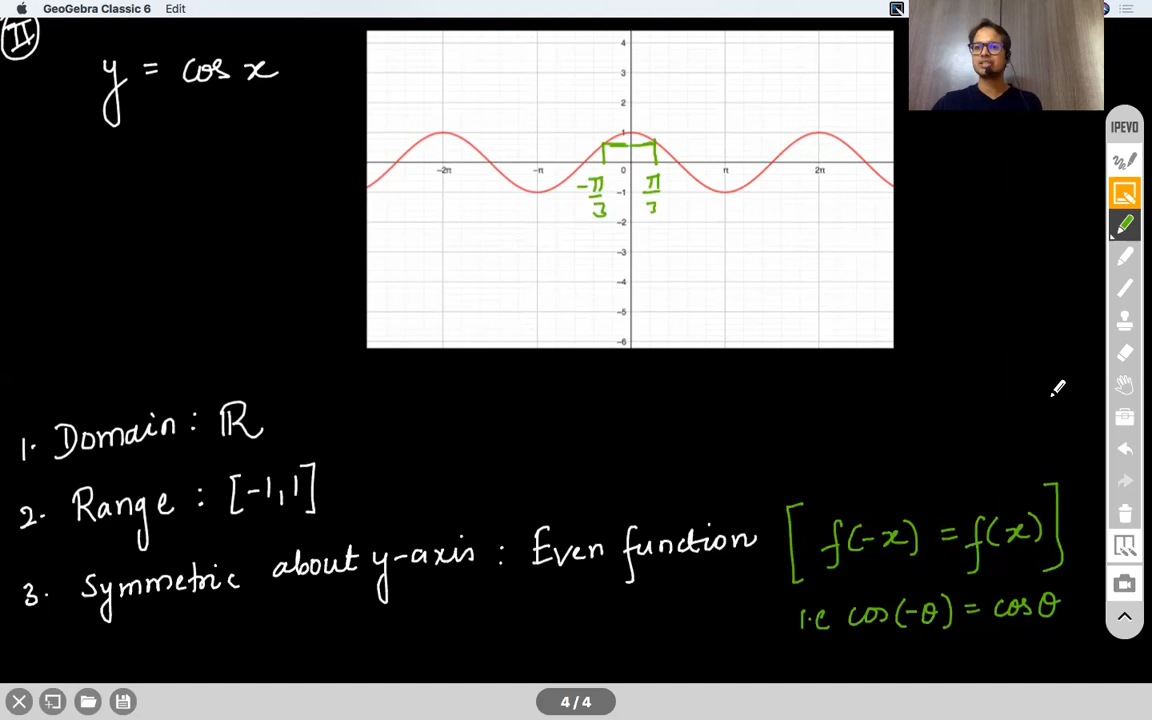 GeoGebra Classic 6 Edit
II
y = cos x
4
3
2
1
-2π -π 0 π 2π
-1
-π/3 π/3
-2
-3
-4
-5
-6
IPEVO
1. Domain : ℝ
2. Range : [-1,1]
3. Symmetric about y-axis : Even function [f(-x) = f(x)]
i.e cos(-θ) = cosθ
4 / 4